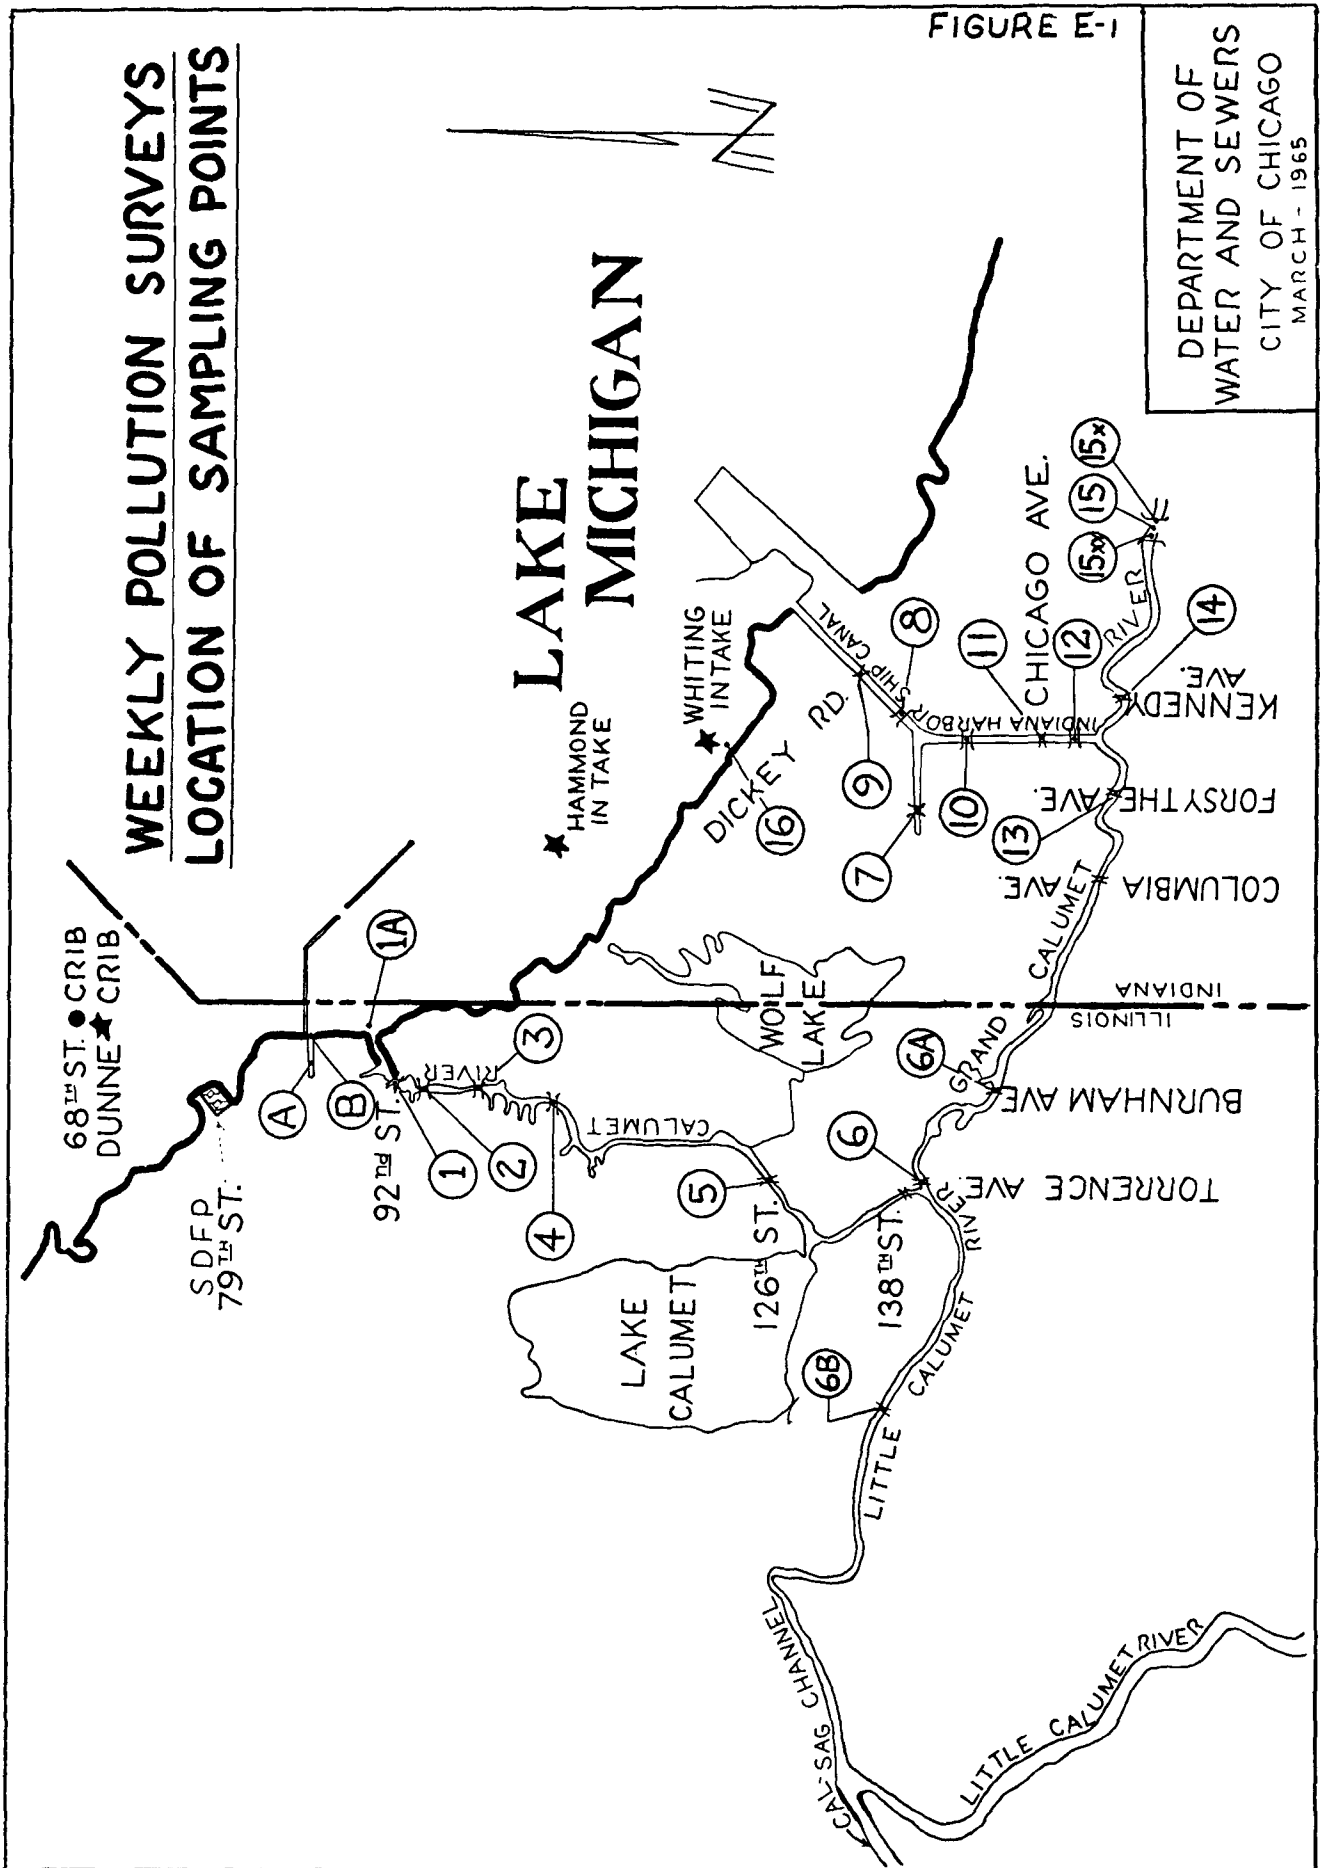 FIGURE E-1
WEEKLY POLLUTION SURVEYS
LOCATION OF SAMPLING POINTS
N
DEPARTMENT OF
WATER AND SEWERS
CITY OF CHICAGO
MARCH - 1965
68TH ST. CRIB
DUNNE CRIB
SDFP
79TH ST.
A
B
1A
92nd ST.
1
2
3
4
CALUMET RIVER
5
126TH ST.
LAKE
CALUMET
6
138TH ST.
6A
6B
TORRENCE AVE.
BURNHAM AVE
LITTLE CALUMET RIVER
CAL-SAG CHANNEL
LITTLE CALUMET RIVER
WOLF
LAKE
ILLINOIS
INDIANA
GRAND CALUMET RIVER
LAKE
MICHIGAN
HAMMOND
INTAKE
WHITING
INTAKE
16
DICKEY RD.
INDIANA HARBOR SHIP CANAL
7
8
9
10
11
12
CHICAGO AVE.
13
14
COLUMBIA AVE.
FORSYTHE AVE.
KENNEDY
AVE.
15XX
15
15X